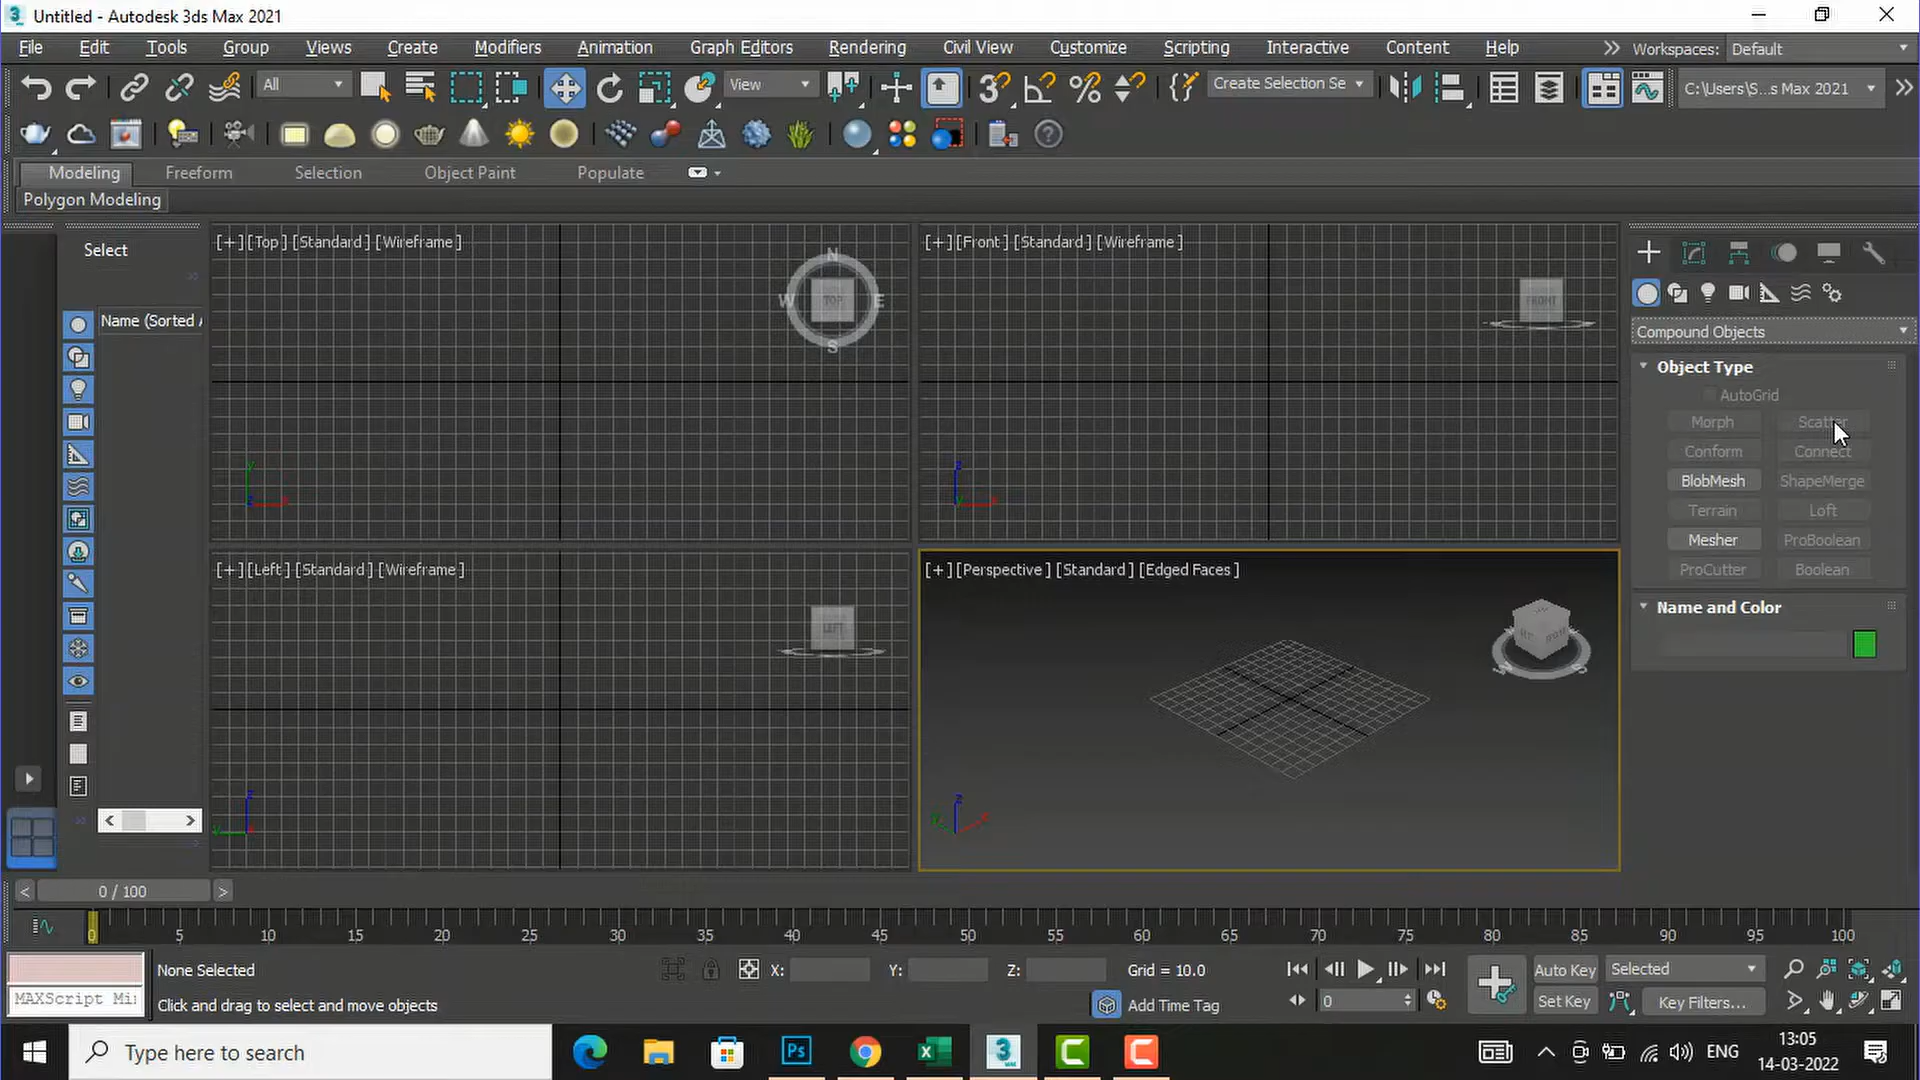 Untitled - Autodesk 3ds Max 2021
File Edit Tools Group Views Create Modifiers Animation Graph Editors Rendering Civil View Customize Scripting Interactive Content Help Workspaces: Default
All View Create Selection Se C:\Users\S...s Max 2021
Modeling Freeform Selection Object Paint Populate
Polygon Modeling
Select
Name (Sorted A
[+] [Top] [Standard] [Wireframe]
N
W TOP E
S
[+] [Front] [Standard] [Wireframe]
FRONT
[+] [Left] [Standard] [Wireframe]
LEFT
[+] [Perspective] [Standard] [Edged Faces]
Compound Objects
Object Type
AutoGrid
Morph Scatter
Conform Connect
BlobMesh ShapeMerge
Terrain Loft
Mesher ProBoolean
ProCutter Boolean
Name and Color
0 / 100
0 5 10 15 20 25 30 35 40 45 50 55 60 65 70 75 80 85 90 95 100
None Selected X: Y: Z: Grid = 10.0 Auto Key Selected
MAXScript Mi Click and drag to select and move objects Add Time Tag 0 Set Key Key Filters...
Type here to search
Ps
ENG
13:05
14-03-2022